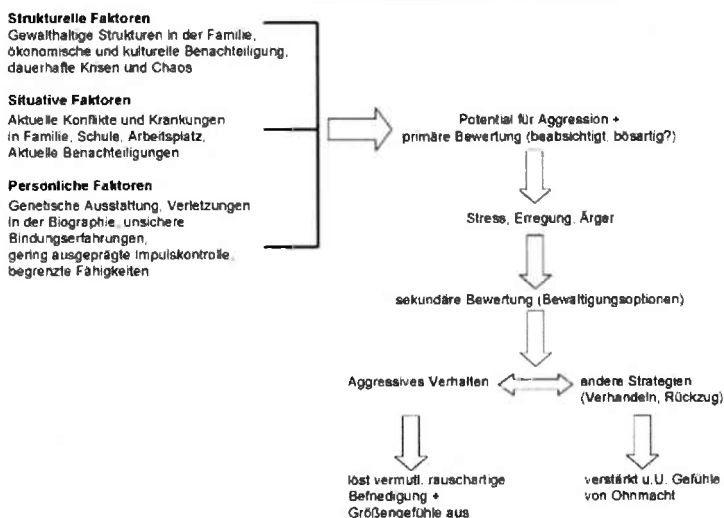 Strukturelle Faktoren
Gewalthaltige Strukturen in der Familie,
ökonomische und kulturelle Benachteiligung,
dauerhafte Krisen und Chaos
Situative Faktoren
Aktuelle Konflikte und Kränkungen
in Familie, Schule, Arbeitsplatz,
Aktuelle Benachteiligungen
Persönliche Faktoren
Genetische Ausstattung, Verletzungen
in der Biographie, unsichere
Bindungserfahrungen,
gering ausgeprägte Impulskontrolle,
begrenzte Fähigkeiten
Potential für Aggression +
primäre Bewertung (beabsichtigt, bösartig?)
Stress, Erregung, Ärger
sekundäre Bewertung (Bewältigungsoptionen)
Aggressives Verhalten
andere Strategien
(Verhandeln, Rückzug)
löst vermutl. rauschartige
Befriedigung +
Größengefühle aus
verstärkt u.U. Gefühle
von Ohnmacht